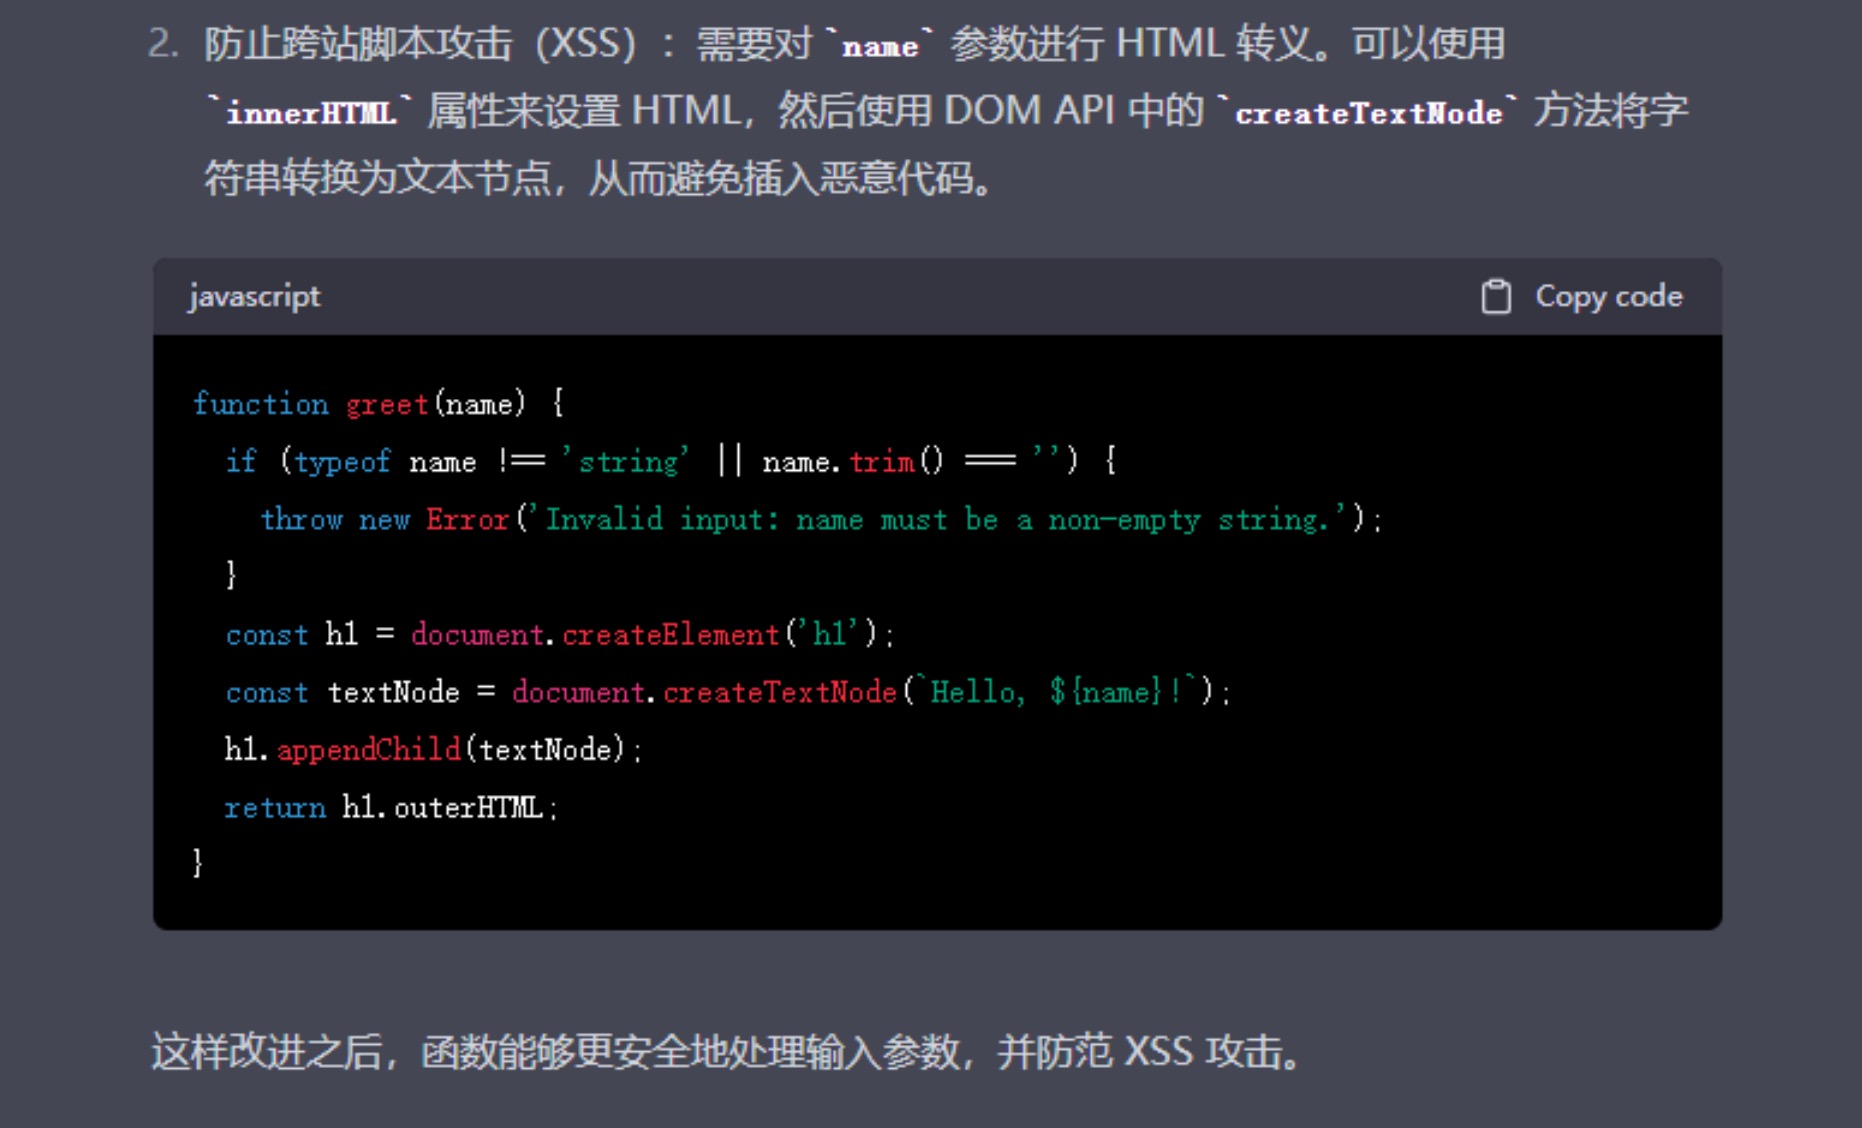 2. 防止跨站脚本攻击（XSS）：需要对 `name` 参数进行 HTML 转义。可以使用
`innerHTML` 属性来设置 HTML，然后使用 DOM API 中的 `createTextNode` 方法将字
符串转换为文本节点，从而避免插入恶意代码。
javascript
Copy code
function greet(name) {
  if (typeof name !== 'string' || name.trim() === '') {
    throw new Error('Invalid input: name must be a non-empty string.');
  }
  const h1 = document.createElement('h1');
  const textNode = document.createTextNode(`Hello, ${name}!`);
  h1.appendChild(textNode);
  return h1.outerHTML;
}
这样改进之后，函数能够更安全地处理输入参数，并防范 XSS 攻击。